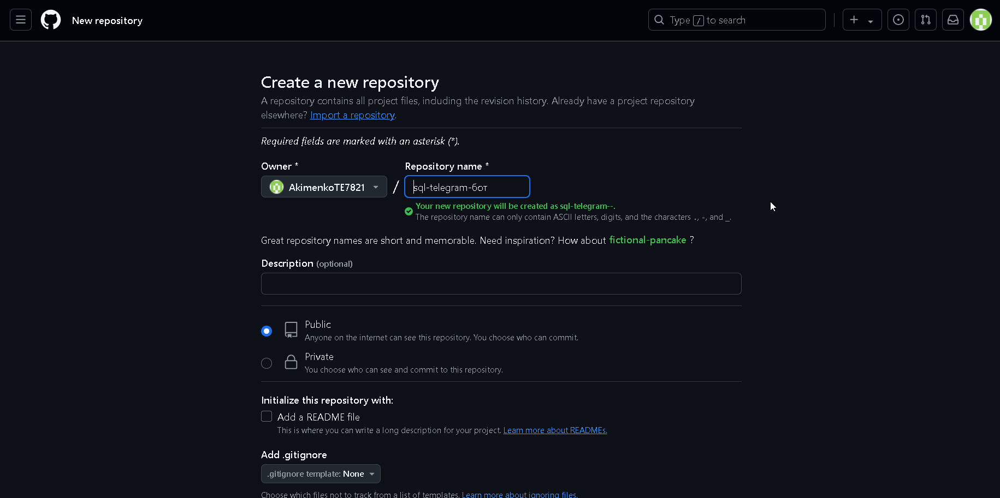 New repository
Type / to search
Create a new repository
A repository contains all project files, including the revision history. Already have a project repository
elsewhere? Import a repository.
Required fields are marked with an asterisk (*).
Owner * Repository name *
AkimenkoTE7821 / sql-telegram-бот
Your new repository will be created as sql-telegram--.
The repository name can only contain ASCII letters, digits, and the characters ., -, and _.
Great repository names are short and memorable. Need inspiration? How about fictional-pancake ?
Description (optional)
Public
Anyone on the internet can see this repository. You choose who can commit.
Private
You choose who can see and commit to this repository.
Initialize this repository with:
Add a README file
This is where you can write a long description for your project. Learn more about READMEs.
Add .gitignore
.gitignore template: None
Choose which files not to track from a list of templates. Learn more about ignoring files.